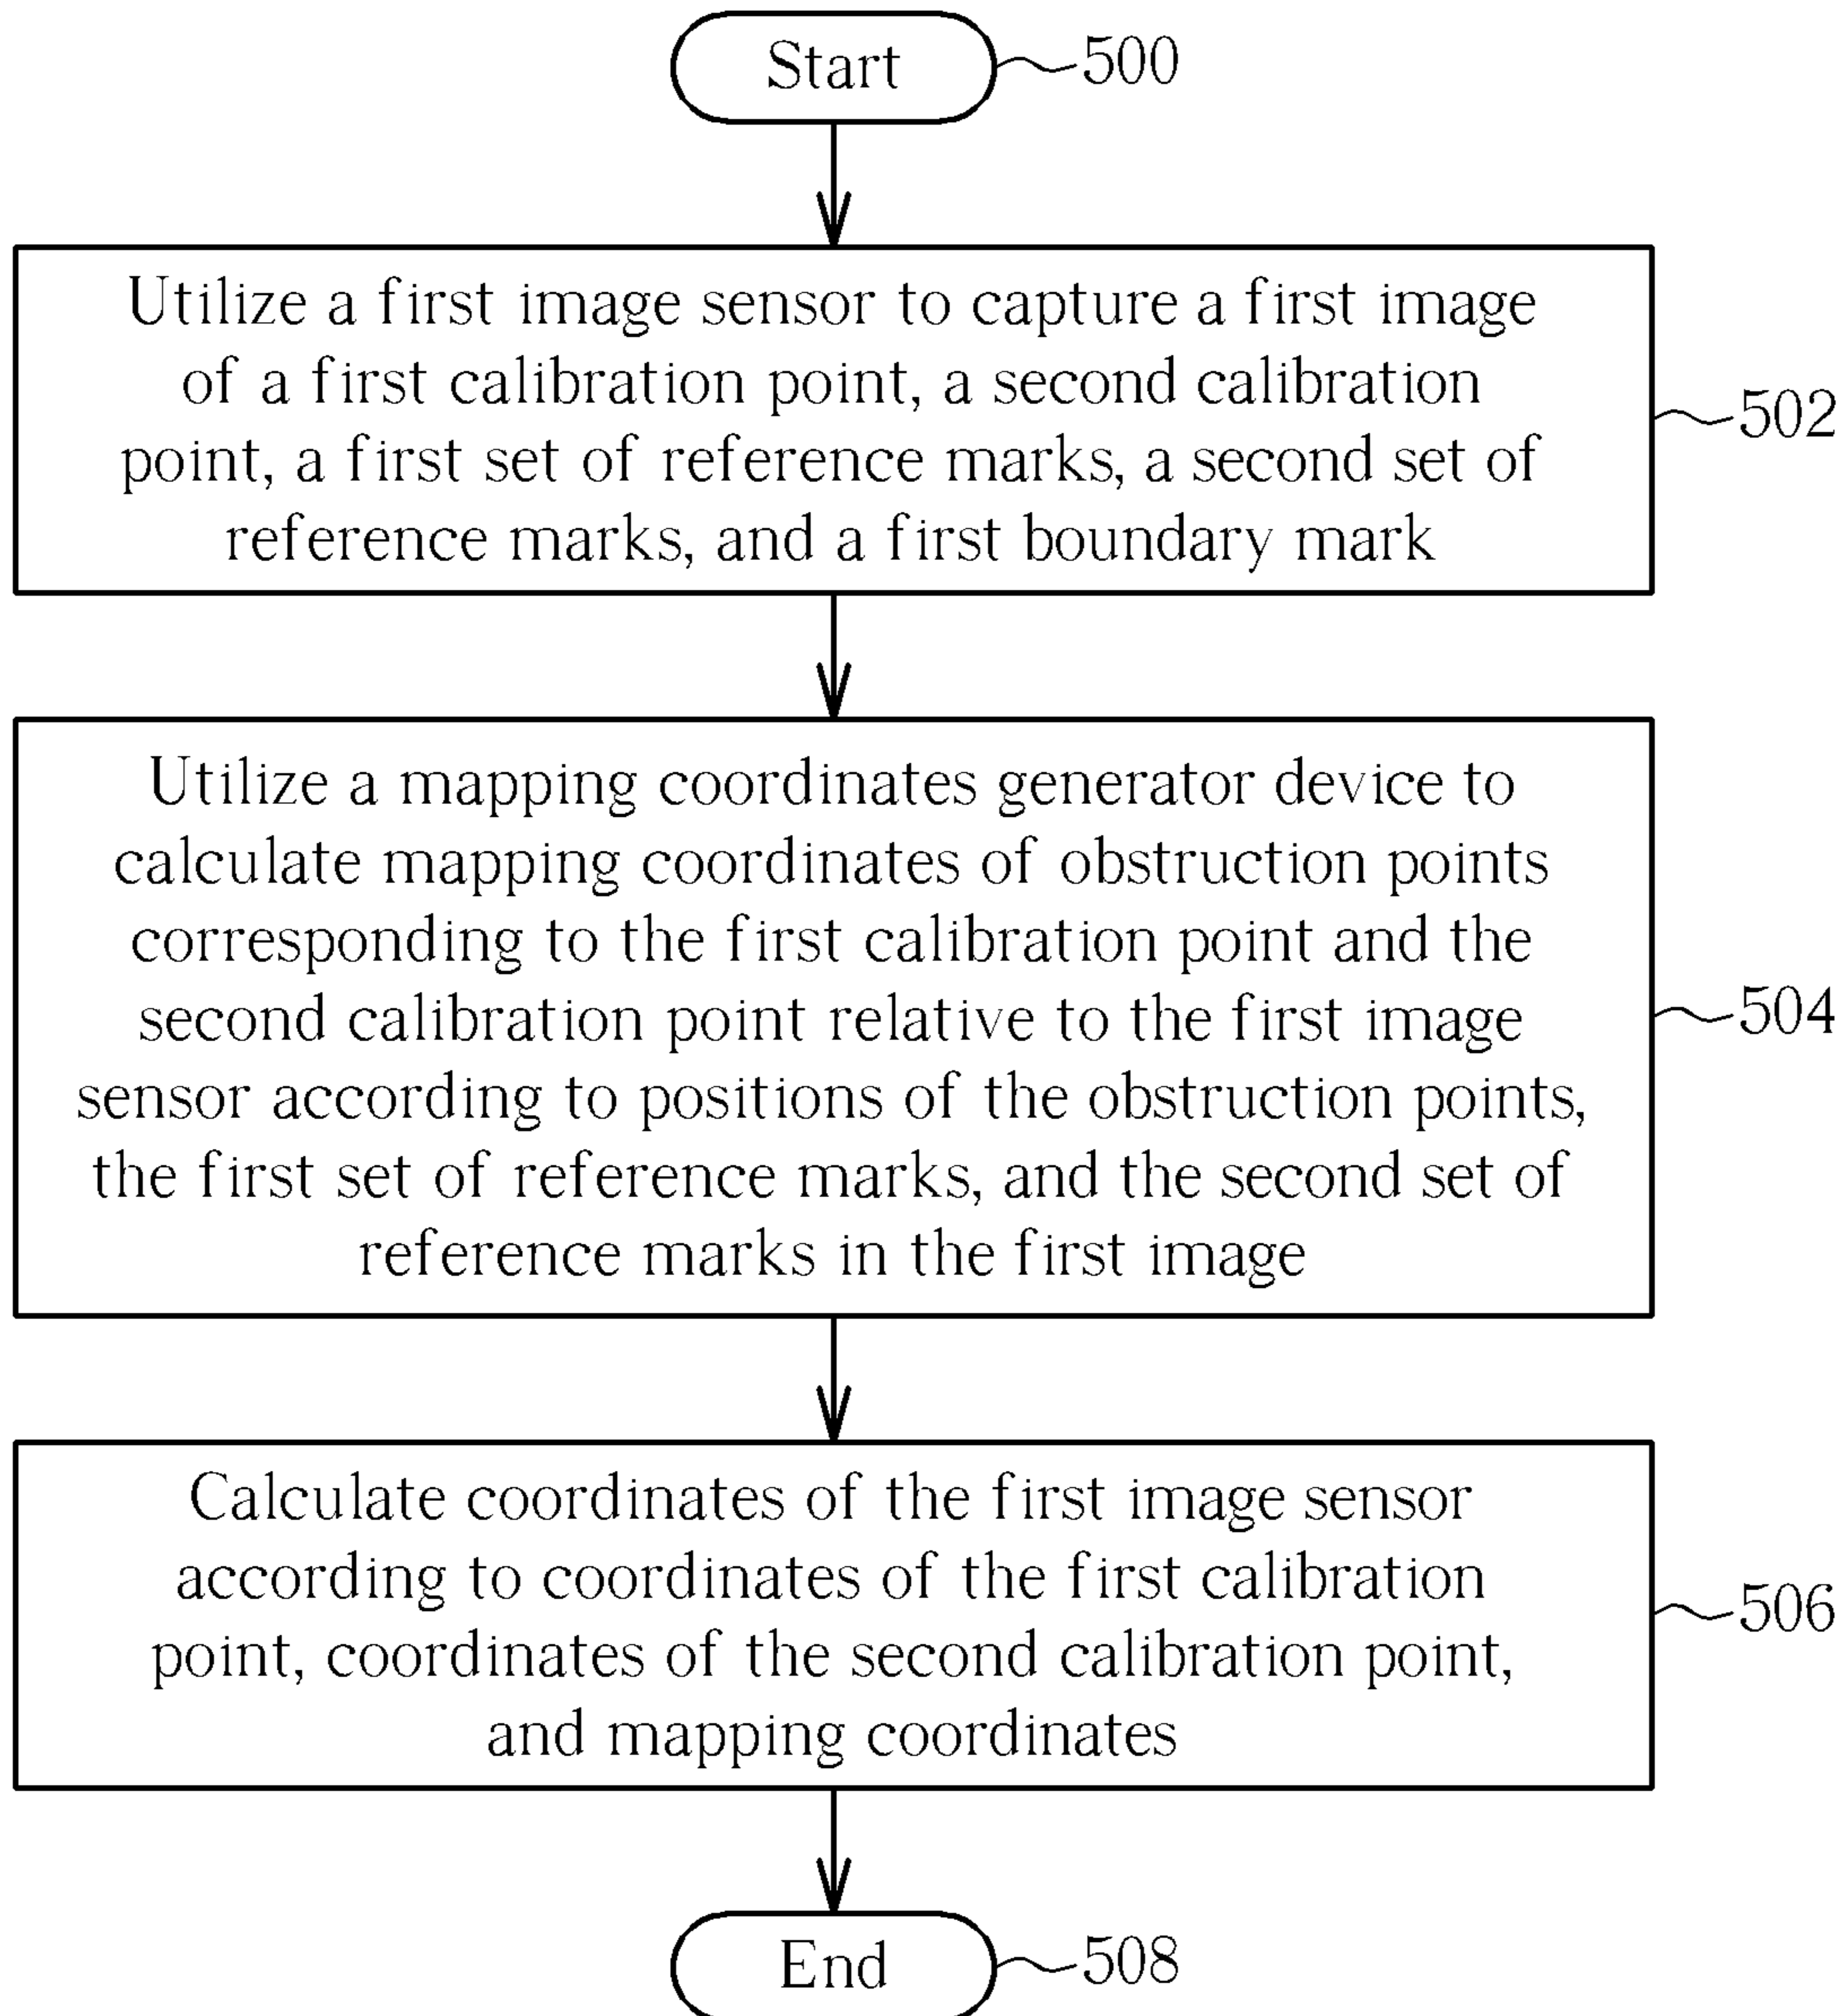 Start
500
Utilize a first image sensor to capture a first image
of a first calibration point, a second calibration
point, a first set of reference marks, a second set of
reference marks, and a first boundary mark
502
Utilize a mapping coordinates generator device to
calculate mapping coordinates of obstruction points
corresponding to the first calibration point and the
second calibration point relative to the first image
sensor according to positions of the obstruction points,
the first set of reference marks, and the second set of
reference marks in the first image
504
Calculate coordinates of the first image sensor
according to coordinates of the first calibration
point, coordinates of the second calibration point,
and mapping coordinates
506
End
508